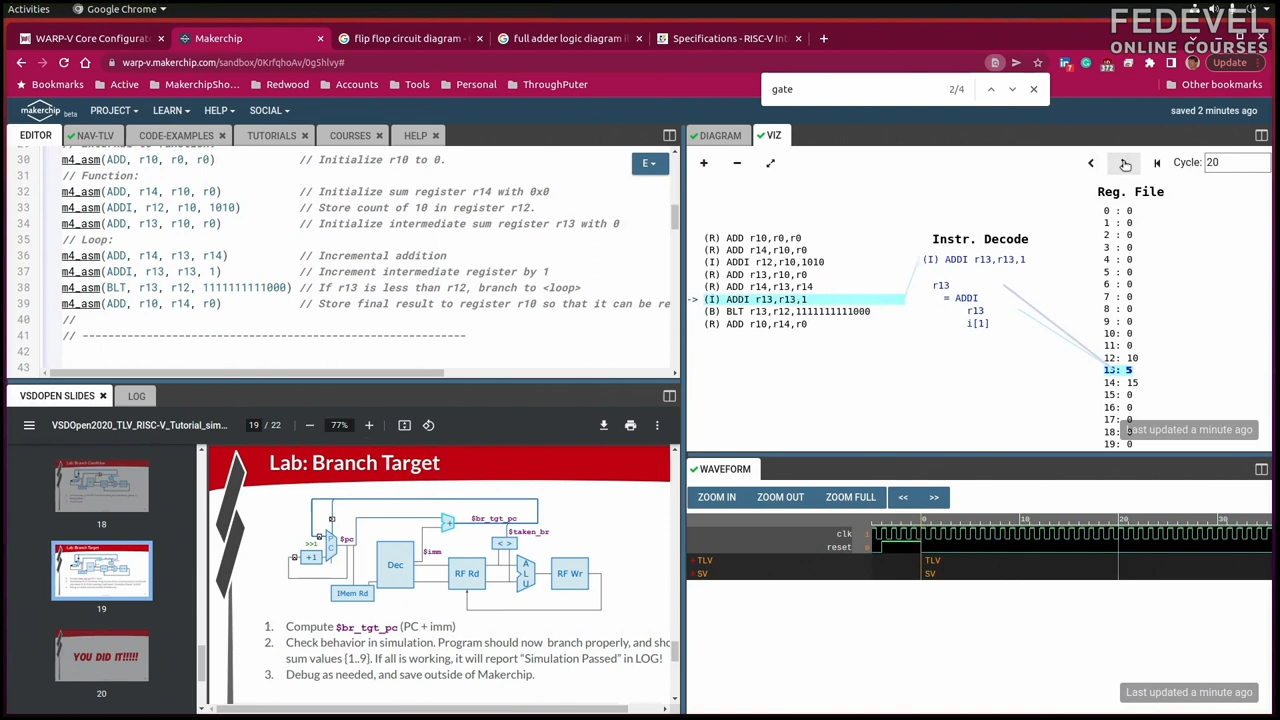 Activities
Google Chrome
FEDEVEL
ONLINE COURSES
WARP-V Core Configurat
Makerchip
flip flop circuit diagram -
full adder logic diagram i
Specifications - RISC-V Int
warp-v.makerchip.com/sandbox/0KrfqhoAv/0g5hlvy#
Update
Bookmarks
Active
MakerchipSho...
Redwood
Accounts
Tools
Personal
ThroughPuter
Other bookmarks
gate
2/4
makerchip beta
PROJECT
LEARN
HELP
SOCIAL
saved 2 minutes ago
EDITOR
NAV-TLV
CODE-EXAMPLES
TUTORIALS
COURSES
HELP
E
30 m4_asm(ADD, r10, r0, r0) // Initialize r10 to 0.
31 // Function:
32 m4_asm(ADD, r14, r10, r0) // Initialize sum register r14 with 0x0
33 m4_asm(ADDI, r12, r10, 1010) // Store count of 10 in register r12.
34 m4_asm(ADD, r13, r10, r0) // Initialize intermediate sum register r13 with 0
35 // Loop:
36 m4_asm(ADD, r14, r13, r14) // Incremental addition
37 m4_asm(ADDI, r13, r13, 1) // Increment intermediate register by 1
38 m4_asm(BLT, r13, r12, 1111111111000) // If r13 is less than r12, branch to <loop>
39 m4_asm(ADD, r10, r14, r0) // Store final result to register r10 so that it can be re
40 //
41 // ----------------------------------------------------
42
43
DIAGRAM
VIZ
Cycle: 20
(R) ADD r10,r0,r0
(R) ADD r14,r10,r0
(I) ADDI r12,r10,1010
(R) ADD r13,r10,r0
(R) ADD r14,r13,r14
-> (I) ADDI r13,r13,1
(B) BLT r13,r12,1111111111000
(R) ADD r10,r14,r0
Instr. Decode
(I) ADDI r13,r13,1
r13
= ADDI
r13
i[1]
Reg. File
0 : 0
1 : 0
2 : 0
3 : 0
4 : 0
5 : 0
6 : 0
7 : 0
8 : 0
9 : 0
10: 0
11: 0
12: 10
13: 5
14: 15
15: 0
16: 0
17: 0
18:
19: 0
Last updated a minute ago
VSDOPEN SLIDES
LOG
VSDOpen2020_TLV_RISC-V_Tutorial_sim...
19 / 22
77%
18
19
YOU DID IT!!!!!
20
Lab: Branch Target
$br_tgt_pc
$taken_br
>>1
+1
P
C
$pc
+
$imm
< >
Dec
IMem Rd
RF Rd
A
L
U
RF Wr
1. Compute $br_tgt_pc (PC + imm)
2. Check behavior in simulation. Program should now branch properly, and sho
sum values {1..9}. If all is working, it will report “Simulation Passed” in LOG!
3. Debug as needed, and save outside of Makerchip.
WAVEFORM
ZOOM IN
ZOOM OUT
ZOOM FULL
<<
>>
0 10 20 30
clk
reset
TLV TLV
SV SV
Last updated a minute ago